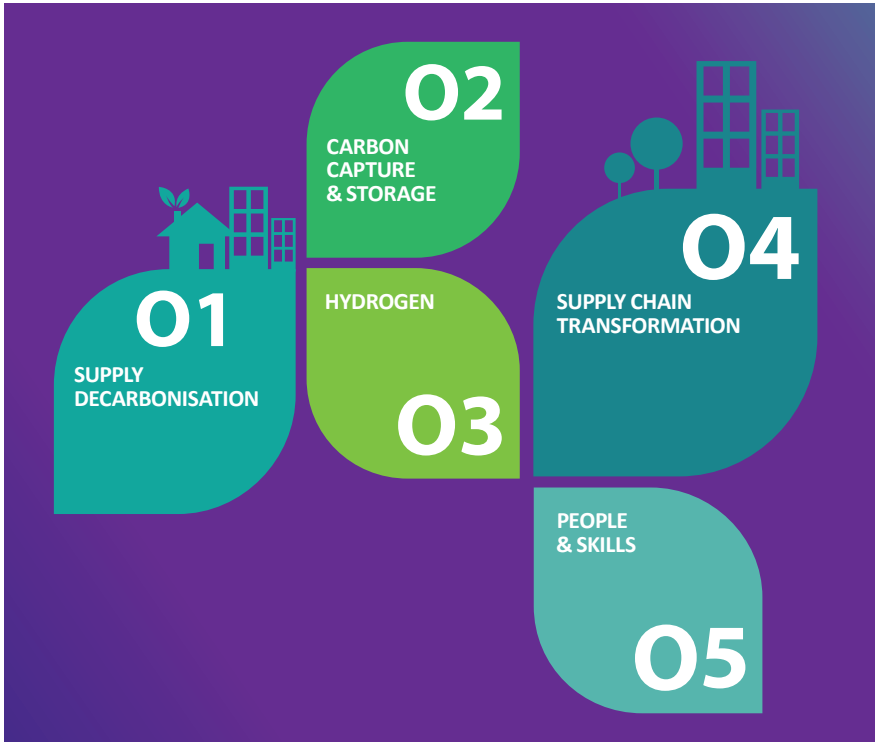 01
SUPPLY
DECARBONISATION
02
CARBON
CAPTURE
& STORAGE
HYDROGEN
03
04
SUPPLY CHAIN
TRANSFORMATION
PEOPLE
& SKILLS
05